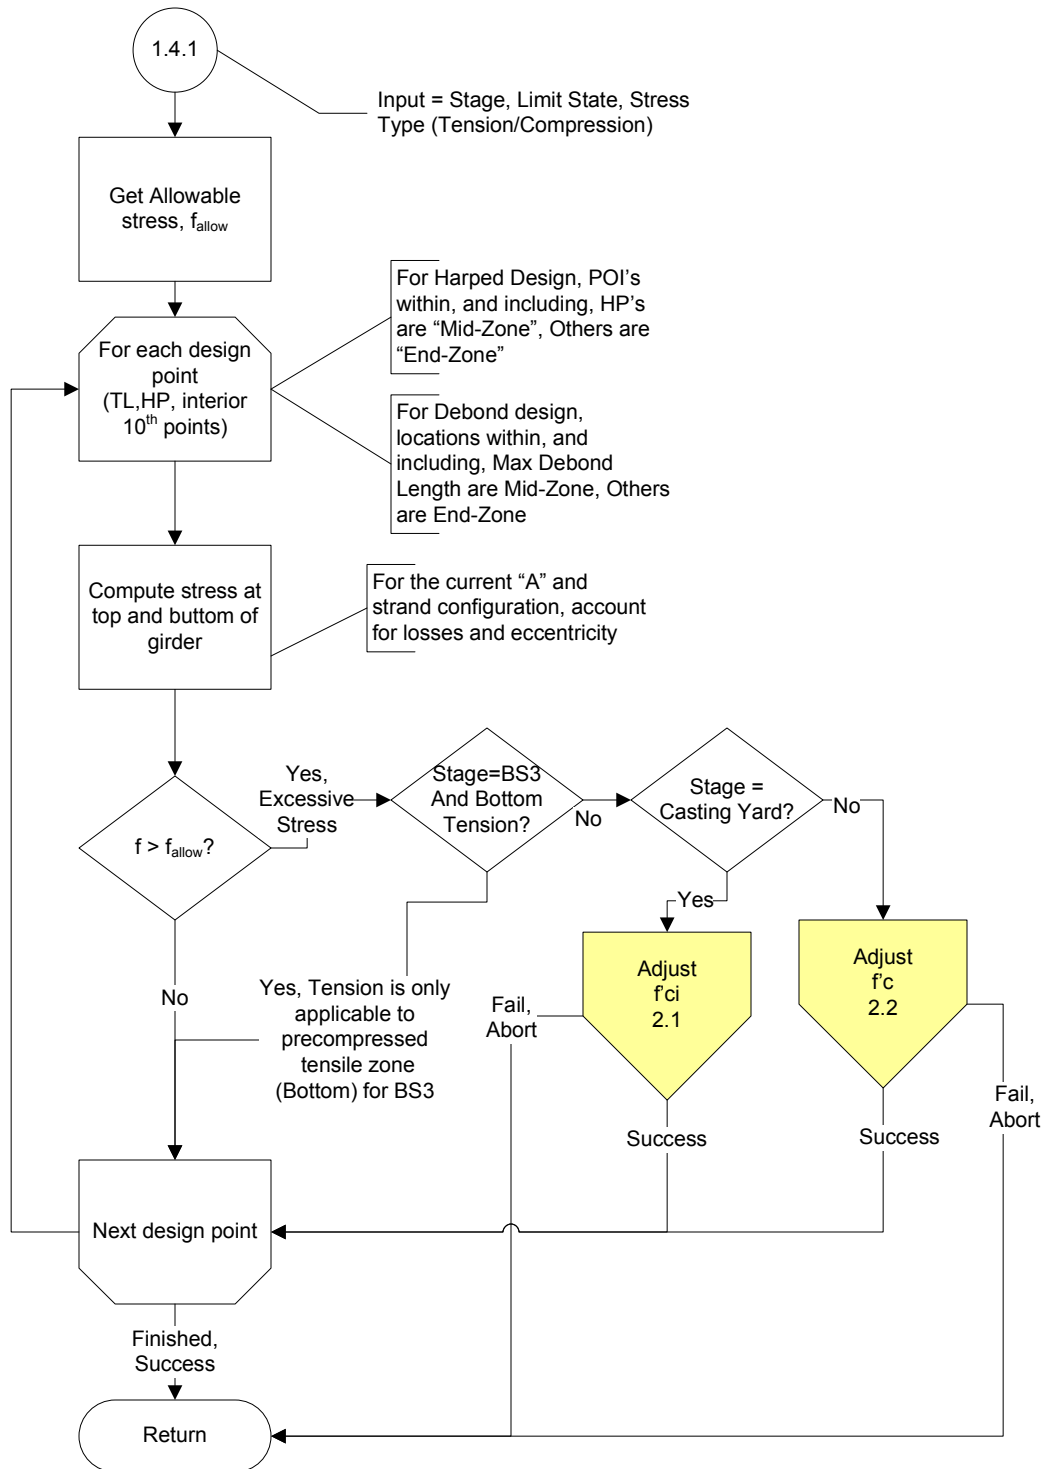 1.4.1
Input = Stage, Limit State, Stress
Type (Tension/Compression)
Get Allowable
stress, fallow
For Harped Design, POI's
within, and including, HP's
are “Mid-Zone”, Others are
“End-Zone”
For each design
point
(TL,HP, interior
10th points)
For Debond design,
locations within, and
including, Max Debond
Length are Mid-Zone, Others
are End-Zone
Compute stress at
top and buttom of
girder
For the current “A” and
strand configuration, account
for losses and eccentricity
f > fallow?
Yes,
Excessive
Stress
Stage=BS3
And Bottom
Tension?
No
Stage =
Casting Yard?
No
Yes
No
Yes, Tension is only
applicable to
precompressed
tensile zone
(Bottom) for BS3
Fail,
Abort
Adjust
f'ci
2.1
Adjust
f'c
2.2
Fail,
Abort
Success
Success
Next design point
Finished,
Success
Return